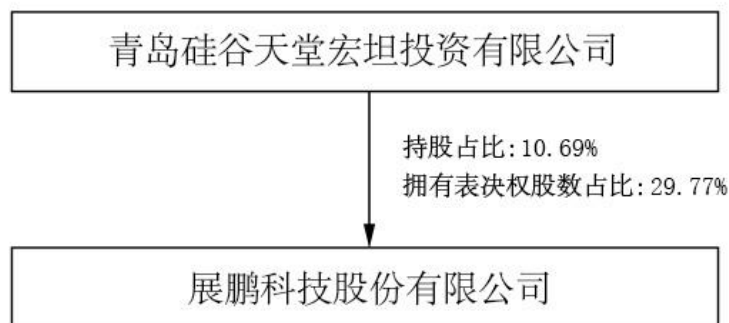 青岛硅谷天堂宏坦投资有限公司
持股占比:10.69%
拥有表决权股数占比:29.77%
展鹏科技股份有限公司